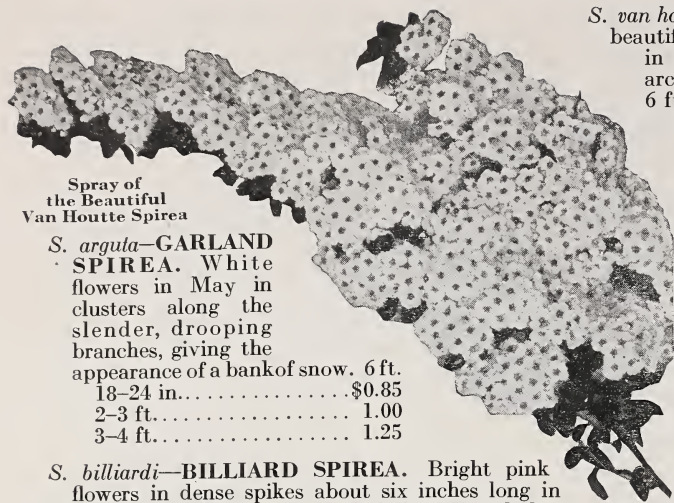 S. van ho
beautif
in
arc
6 f
Spray of
the Beautiful
Van Houtte Spirea
S. arguta—GARLAND
SPIREA. White
flowers in May in
clusters along the
slender, drooping
branches, giving the
appearance of a bankof snow. 6 ft.
18–24 in................$0.85
2–3 ft.................. 1.00
3–4 ft.................. 1.25
S. billiardi—BILLIARD SPIREA. Bright pink
flowers in dense spikes about six inches long in